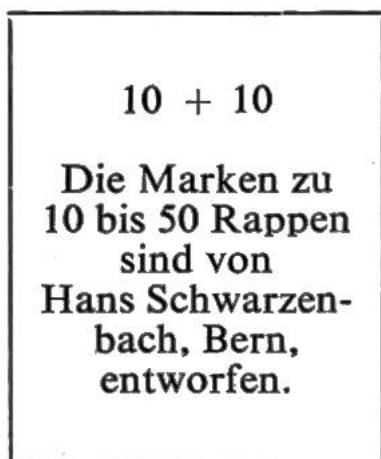 10 + 10
Die Marken zu
10 bis 50 Rappen
sind von
Hans Schwarzen-
bach, Bern,
entworfen.